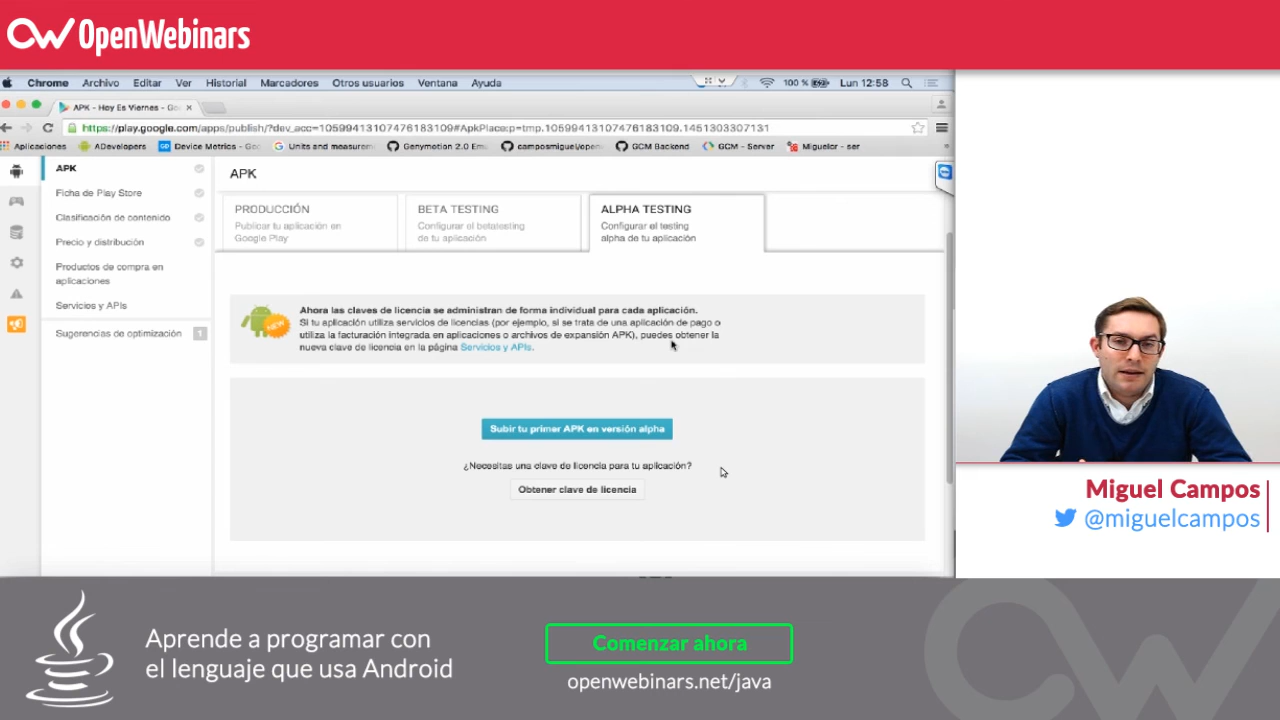 OpenWebinars
Chrome Archivo Editar Ver Historial Marcadores Otros usuarios Ventana Ayuda 100 % Lun 12:58
APK - Hoy Es Viernes - Go
https://play.google.com/apps/publish/?dev_acc=10599413107476183109#ApkPlace:p=tmp.10599413107476183109.1451303307131
Aplicaciones ADevelopers Device Metrics - Goo Units and measurem Genymotion 2.0 Em camposmiguel/open GCM Backend GCM - Server Miguelcr - ser
APK
Ficha de Play Store
Clasificación de contenido
Precio y distribución
Productos de compra en
aplicaciones
Servicios y APIs
Sugerencias de optimización 1
APK
PRODUCCIÓN
Publicar tu aplicación en
Google Play
BETA TESTING
Configurar el betatesting
de tu aplicación
ALPHA TESTING
Configurar el testing
alpha de tu aplicación
NEW
Ahora las claves de licencia se administran de forma individual para cada aplicación.
Si tu aplicación utiliza servicios de licencias (por ejemplo, si se trata de una aplicación de pago o
utiliza la facturación integrada en aplicaciones o archivos de expansión APK), puedes obtener la
nueva clave de licencia en la página Servicios y APIs.
Subir tu primer APK en versión alpha
¿Necesitas una clave de licencia para tu aplicación?
Obtener clave de licencia
Miguel Campos
@miguelcampos
Aprende a programar con
el lenguaje que usa Android
Comenzar ahora
openwebinars.net/java